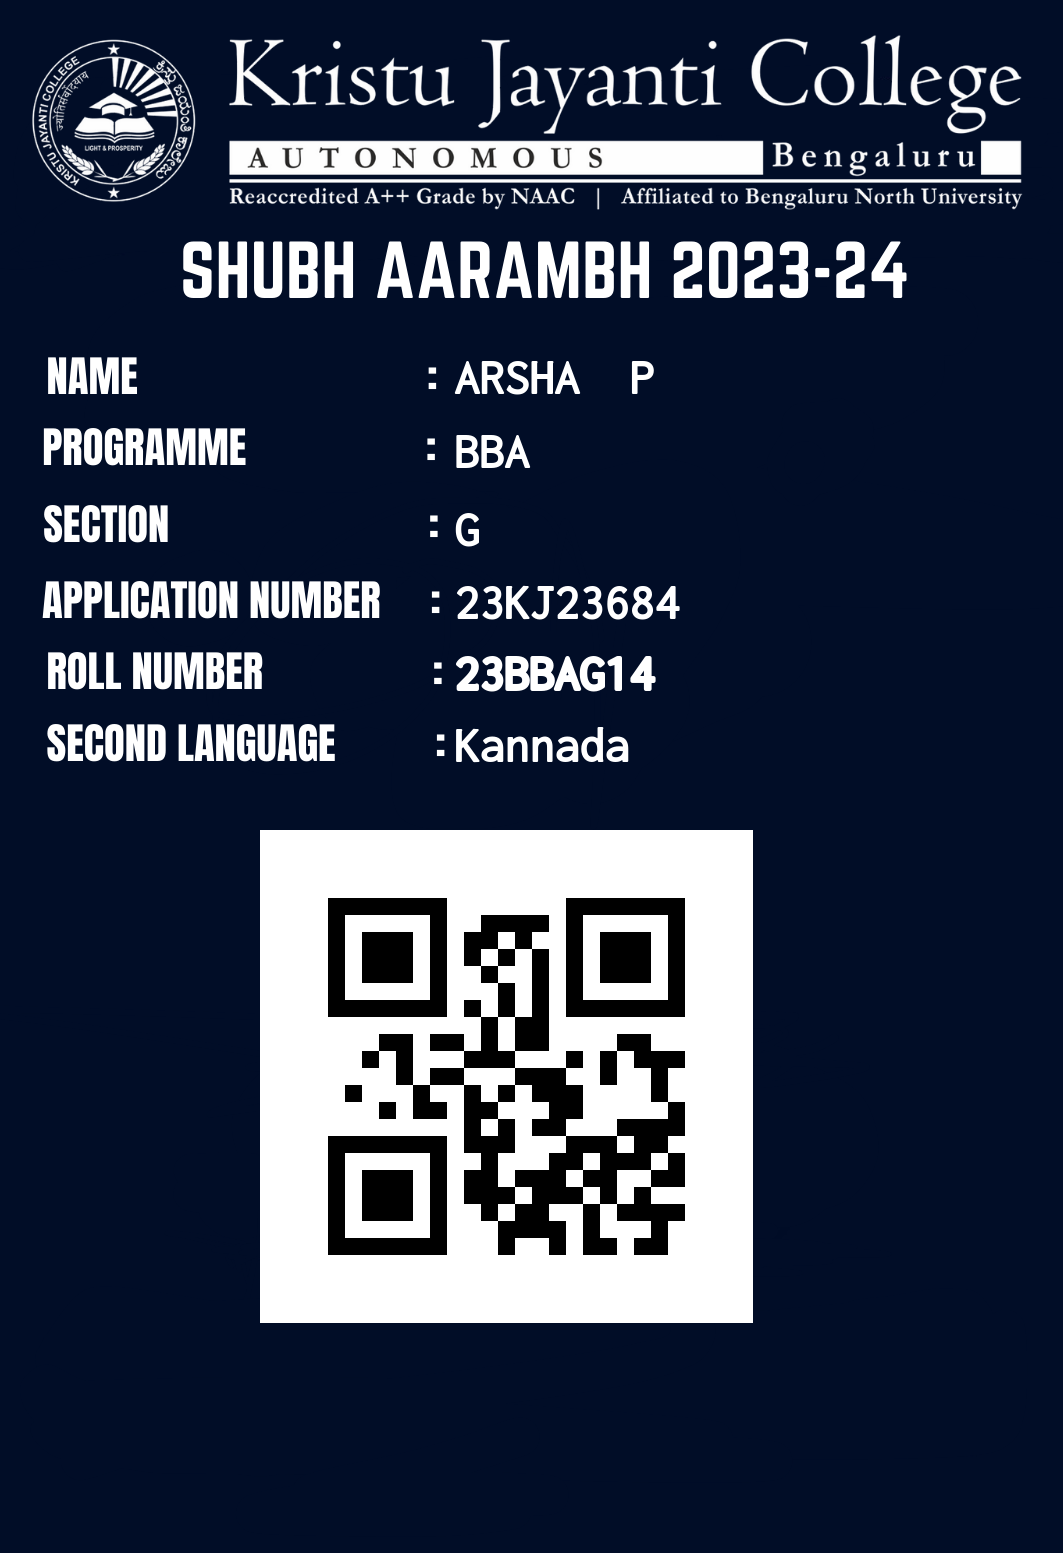 Kristu Jayanti College
AUTONOMOUS Bengaluru
Reaccredited A++ Grade by NAAC | Affiliated to Bengaluru North University
KRISTU JAYANTI COLLEGE
LIGHT & PROSPERITY
SHUBH AARAMBH 2023-24
NAME : ARSHA P
PROGRAMME : BBA
SECTION : G
APPLICATION NUMBER : 23KJ23684
ROLL NUMBER : 23BBAG14
SECOND LANGUAGE : Kannada